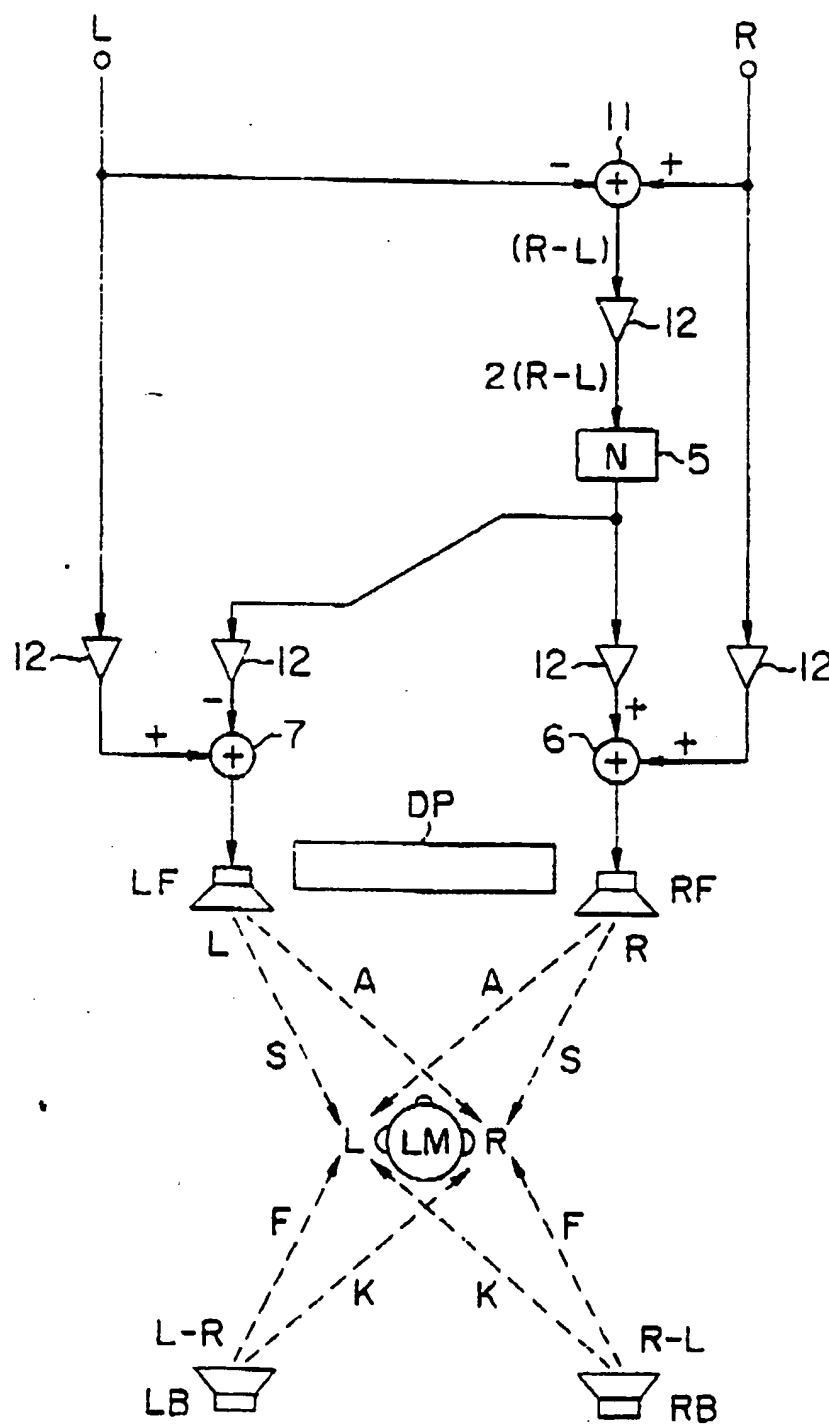 L R
11
- + +
(R-L)
12
2(R-L)
N 5
12 12 12 12
- +
+ + 7 6 + +
DP
LF RF
L R
A A
S S
L LM R
F F
K K
L-R R-L
LB RB